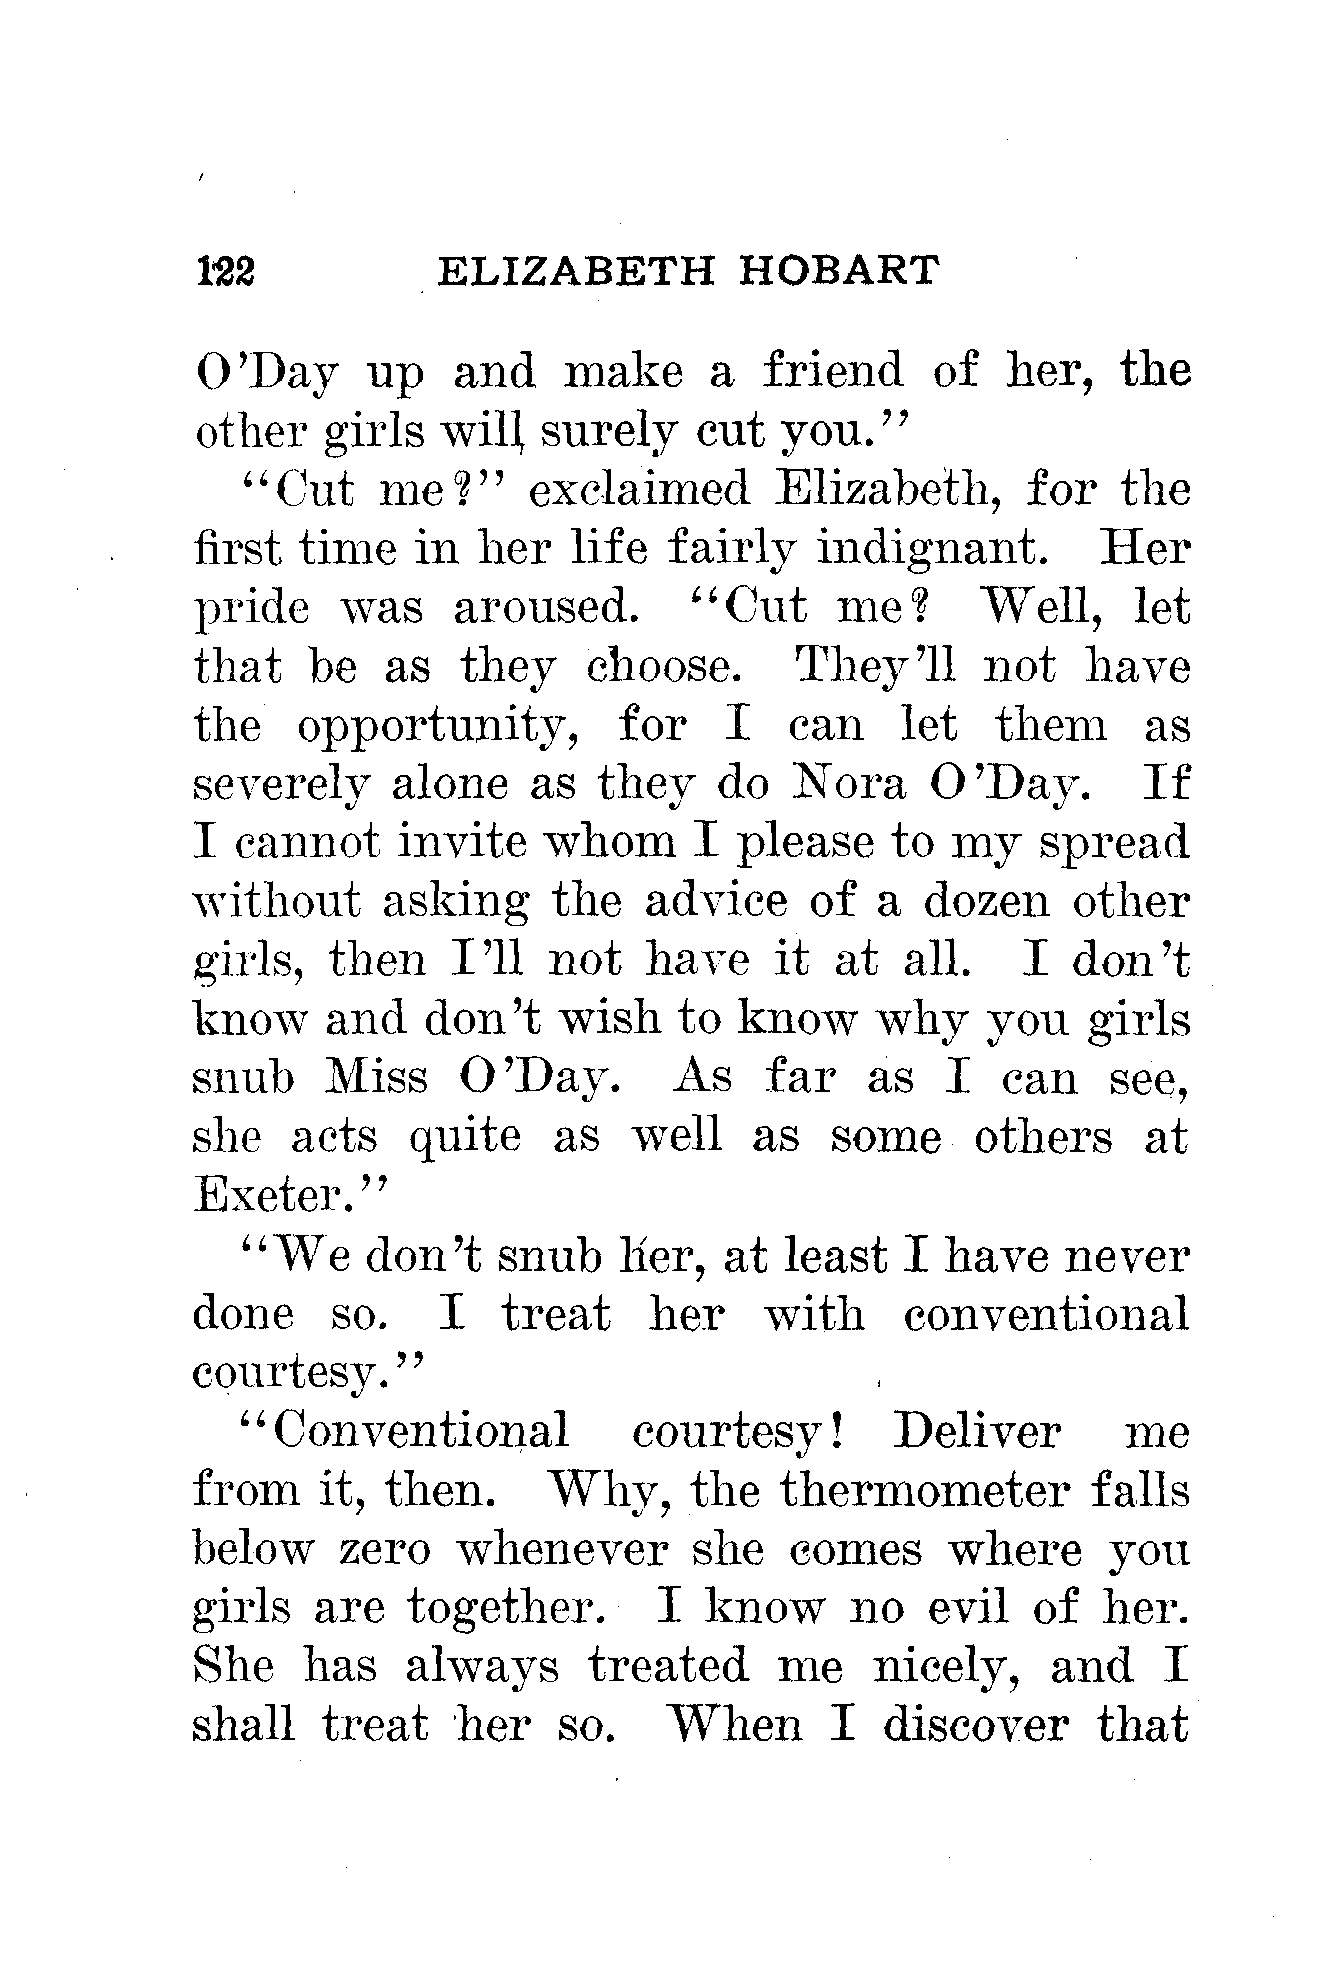 122 ELIZABETH HOBART
O'Day up and make a friend of her, the
other girls will surely cut you."
"Cut me?" exclaimed Elizabeth, for the
first time in her life fairly indignant. Her
pride was aroused. "Cut me? Well, let
that be as they choose. They'll not have
the opportunity, for I can let them as
severely alone as they do Nora O'Day. If
I cannot invite whom I please to my spread
without asking the advice of a dozen other
girls, then I'll not have it at all. I don't
know and don't wish to know why you girls
snub Miss O'Day. As far as I can see,
she acts quite as well as some others at
Exeter."
"We don't snub her, at least I have never
done so. I treat her with conventional
courtesy."
"Conventional courtesy! Deliver me
from it, then. Why, the thermometer falls
below zero whenever she comes where you
girls are together. I know no evil of her.
She has always treated me nicely, and I
shall treat her so. When I discover that